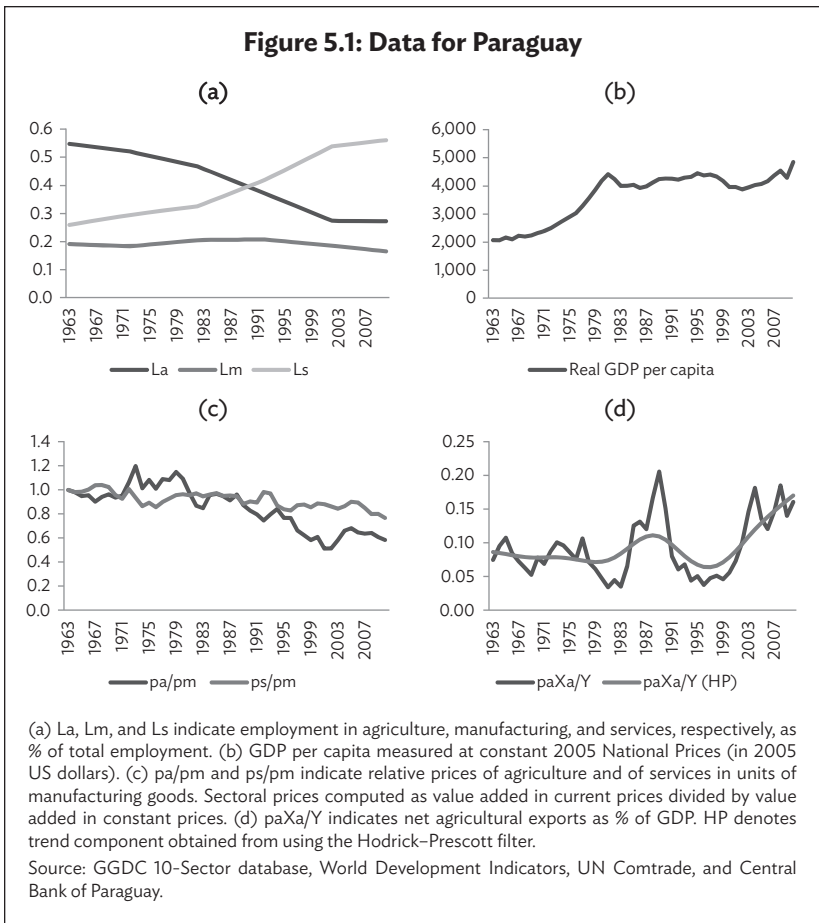 Figure 5.1: Data for Paraguay
(a)
0.6
0.5
0.4
0.3
0.2
0.1
0.0
1963 1967 1971 1975 1979 1983 1987 1991 1995 1999 2003 2007
La Lm Ls
(b)
6,000
5,000
4,000
3,000
2,000
1,000
0
1963 1967 1971 1975 1979 1983 1987 1991 1995 1999 2003 2007
Real GDP per capita
(c)
1.4
1.2
1.0
0.8
0.6
0.4
0.2
0.0
1963 1967 1971 1975 1979 1983 1987 1991 1995 1999 2003 2007
pa/pm ps/pm
(d)
0.25
0.20
0.15
0.10
0.05
0.00
1963 1967 1971 1975 1979 1983 1987 1991 1995 1999 2003 2007
paXa/Y paXa/Y (HP)
(a) La, Lm, and Ls indicate employment in agriculture, manufacturing, and services, respectively, as
% of total employment. (b) GDP per capita measured at constant 2005 National Prices (in 2005
US dollars). (c) pa/pm and ps/pm indicate relative prices of agriculture and of services in units of
manufacturing goods. Sectoral prices computed as value added in current prices divided by value
added in constant prices. (d) paXa/Y indicates net agricultural exports as % of GDP. HP denotes
trend component obtained from using the Hodrick–Prescott filter.
Source: GGDC 10-Sector database, World Development Indicators, UN Comtrade, and Central
Bank of Paraguay.